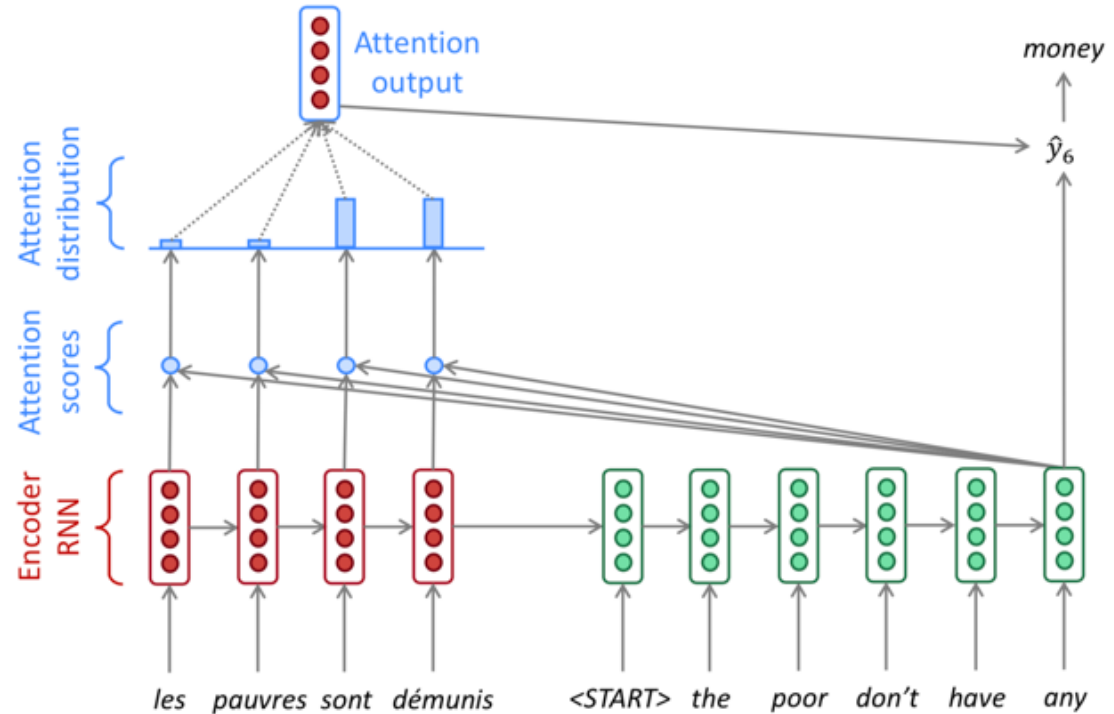 Attention
output
money
Attention
distribution
ŷ₆
Attention
scores
Encoder
RNN
les pauvres sont démunis <START> the poor don't have any